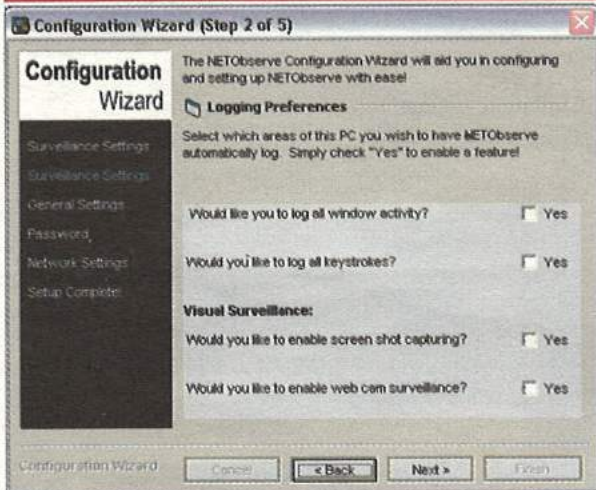 Configuration Wizard (Step 2 of 5)
Configuration
Wizard
Surveillance Settings
Surveillance Settings
General Settings
Password
Network Settings
Setup Complete!
The NETObserve Configuration Wizard will aid you in configuring
and setting up NETObserve with ease!
Logging Preferences
Select which areas of this PC you wish to have NETObserve
automatically log. Simply check "Yes" to enable a feature!
Would like you to log all window activity? Yes
Would you like to log all keystrokes? Yes
Visual Surveillance:
Would you like to enable screen shot capturing? Yes
Would you like to enable web cam surveillance? Yes
Configuration Wizard
Cancel
< Back
Next >
Finish